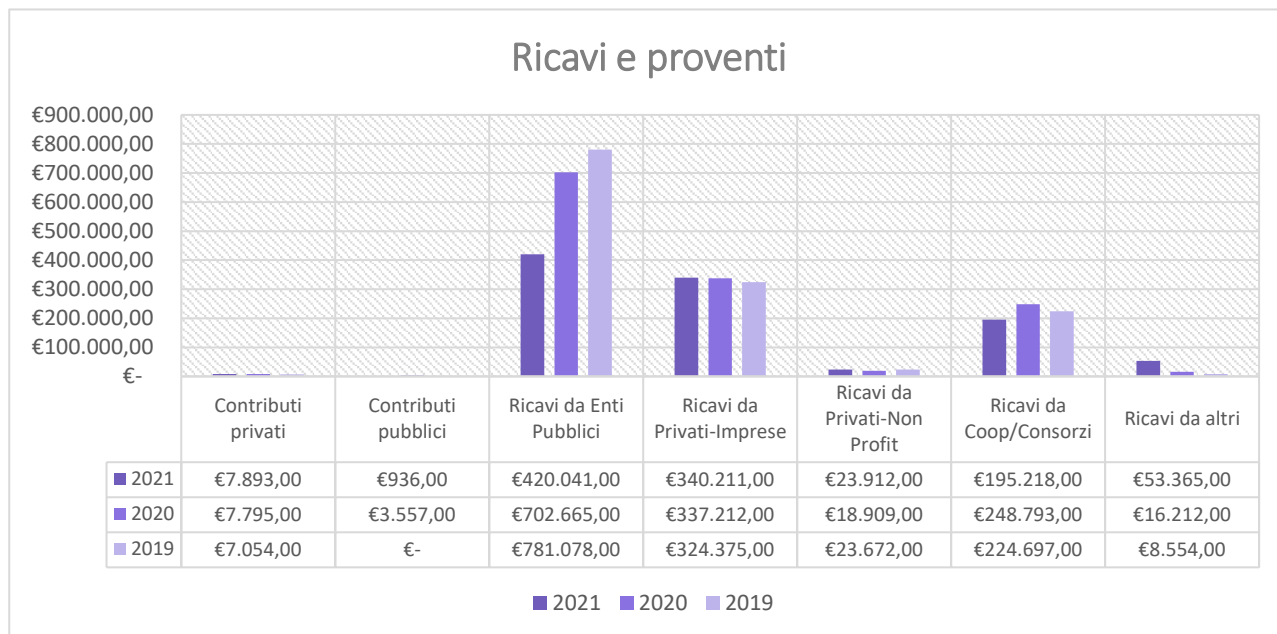 Ricavi e proventi
€900.000,00
€800.000,00
€700.000,00
€600.000,00
€500.000,00
€400.000,00
€300.000,00
€200.000,00
€100.000,00
€-
Contributi
privati
Contributi
pubblici
Ricavi da Enti
Pubblici
Ricavi da
Privati-Imprese
Ricavi da
Privati-Non
Profit
Ricavi da
Coop/Consorzi
Ricavi da altri
2021 €7.893,00 €936,00 €420.041,00 €340.211,00 €23.912,00 €195.218,00 €53.365,00
2020 €7.795,00 €3.557,00 €702.665,00 €337.212,00 €18.909,00 €248.793,00 €16.212,00
2019 €7.054,00 €- €781.078,00 €324.375,00 €23.672,00 €224.697,00 €8.554,00
2021 2020 2019